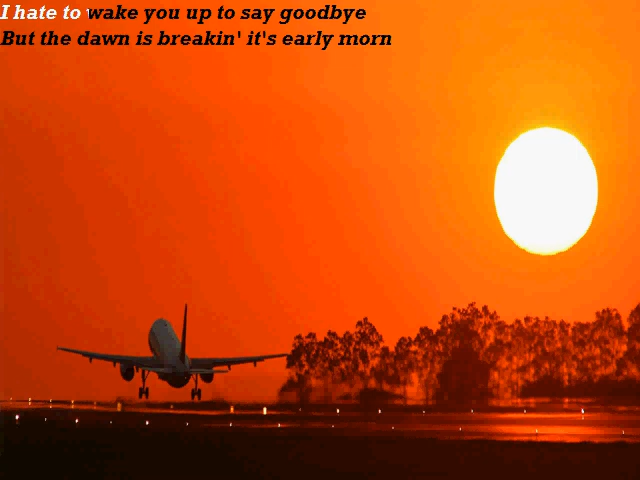 I hate to wake you up to say goodbye
But the dawn is breakin' it's early morn